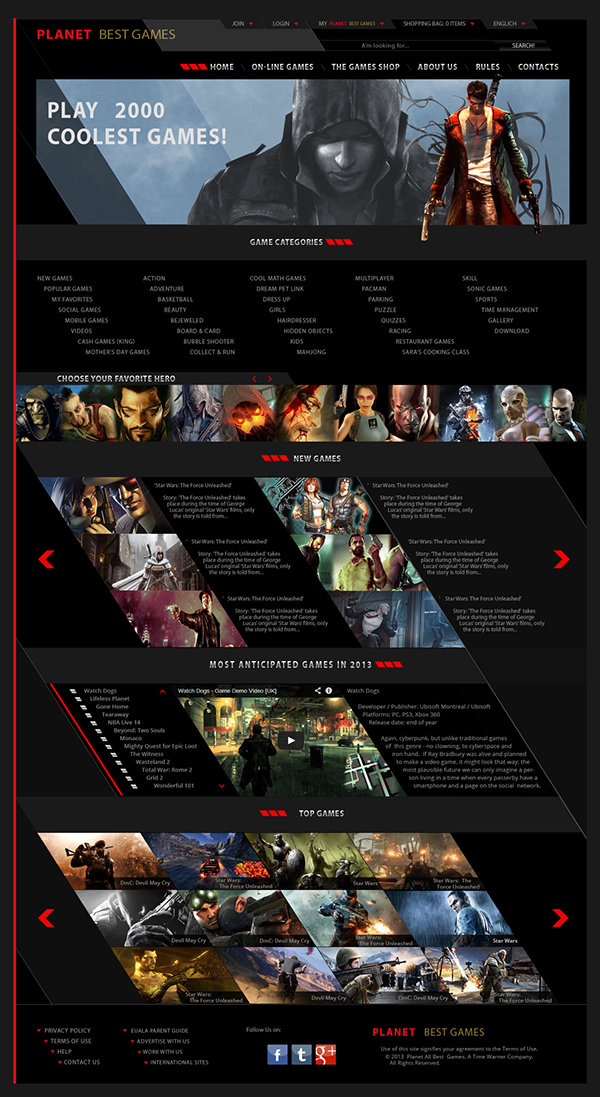 JOIN LOGIN MY PLANET BEST GAMES SHOPPING BAG: 0 ITEMS ENGLICH
PLANET BEST GAMES
A'm looking for... SEARCH!
HOME ON-LINE GAMES THE GAMES SHOP ABOUT US RULES CONTACTS
PLAY 2000
COOLEST GAMES!
GAME CATEGORIES
NEW GAMES ACTION COOL MATH GAMES MULTIPLAYER SKILL
POPULAR GAMES ADVENTURE DREAM PET LINK PACMAN SONIC GAMES
MY FAVORITES BASKETBALL DRESS UP PARKING SPORTS
SOCIAL GAMES BEAUTY GIRLS PUZZLE TIME MANAGEMENT
MOBILE GAMES BEJEWELED HAIRDRESSER QUIZZES GALLERY
VIDEOS BOARD & CARD HIDDEN OBJECTS RACING DOWNLOAD
CASH GAMES (KING) BUBBLE SHOOTER KIDS RESTAURANT GAMES
MOTHER'S DAY GAMES COLLECT & RUN MAHJONG SARA'S COOKING CLASS
CHOOSE YOUR FAVORITE HERO
NEW GAMES
'Star Wars: The Force Unleashed'
Story: 'The Force Unleashed' takes
place during the time of George
Lucas' original 'Star Wars' films, only
the story is told from...
' Star Wars: The Force Unleashed'
Story: 'The Force Unleashed' takes
place during the time of George
Lucas' original 'Star Wars' films, only
the story is told from...
' Star Wars: The Force Unleashed'
Story: 'The Force Unleashed' takes
place during the time of George
Lucas' original 'Star Wars' films, only
the story is told from...
' Star Wars: The Force Unleashed'
Story: 'The Force Unleashed' takes
place during the time of George
Lucas' original 'Star Wars' films, only
the story is told from...
' Star Wars: The Force Unleashed'
Story: 'The Force Unleashed' takes
place during the time of George
Lucas' original 'Star Wars' films, only
the story is told from...
' Star Wars: The Force Unleashed'
Story: 'The Force Unleashed' takes
place during the time of George
Lucas' original 'Star Wars' films, only
the story is told from...
MOST ANTICIPATED GAMES IN 2013
Watch Dogs
Lifeless Planet
Gone Home
Tearaway
NBA Live 14
Beyond: Two Souls
Monaco
Mighty Quest for Epic Loot
The Witness
Wasteland 2
Total War: Rome 2
Grid 2
Wonderful 101
Watch Dogs - Game Demo Video [UK]
Watch Dogs
Developer / Publisher: Ubisoft Montreal / Ubisoft
Platforms: PC, PS3, Xbox 360
Release date: end of year
Again, cyberpunk, but unlike traditional games
of this genre - no clowning, to cyberspace and
iron hand. If Ray Bradbury was alive and planned
to make a video game, it might look that way: the
most plausible future we can only imagine a per-
son living in a time when every passerby have a
smartphone and a page on the social network.
TOP GAMES
DmC: Devil May Cry
Star Wars:
The Force Unleashed
Star Wars
Star Wars: The
Force Unleashed
Devil May Cry
DmC: Devil May Cry
Star Wars:
The Force Unleashed
Star Wars
Star Wars:
The Force Unleashed
Devil May Cry
DmC: Devil May Cry
Star Wars:
The Force Unleashed
PRIVACY POLICY
TERMS OF USE
HELP
CONTACT US
EUALA PARENT GUIDE
ADVERTISE WITH US
WORK WITH US
INTERNATIONAL SITES
Follow Us on:
f t g+
PLANET BEST GAMES
Use of this site signifies your agreement to the Terms of Use.
© 2013 Planet All Best Games. A Time Warner Company.
All Rights Reserved.